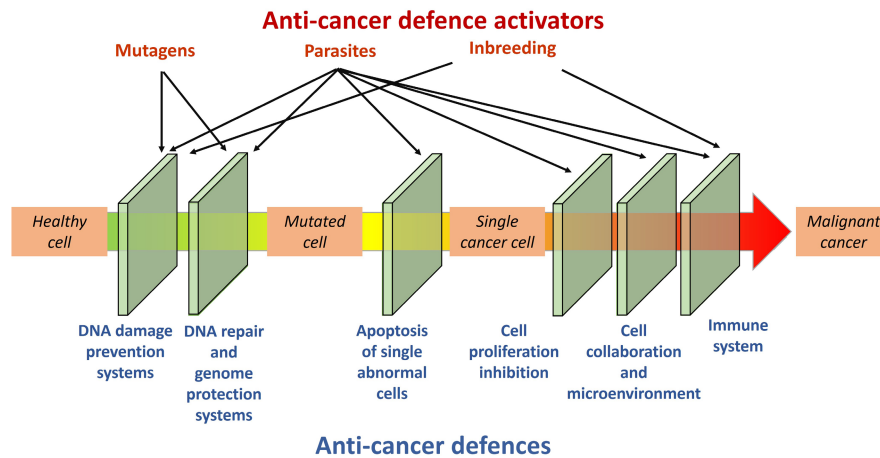 Anti-cancer defence activators
Mutagens
Parasites
Inbreeding
Healthy
cell
Mutated
cell
Single
cancer cell
Malignant
cancer
DNA damage
prevention
systems
DNA repair
and
genome
protection
systems
Apoptosis
of single
abnormal
cells
Cell
proliferation
inhibition
Cell
collaboration
and
microenvironment
Immune
system
Anti-cancer defences